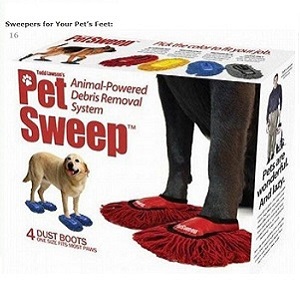 Sweepers for Your Pet's Feet:
16
Pick the color to fit your job.
Todd Lawson's
Pet
Sweep™
Animal-Powered
Debris Removal
System
4 DUST BOOTS
ONE SIZE FITS MOST PAWS
Pets are
wonderful.
And lazy.